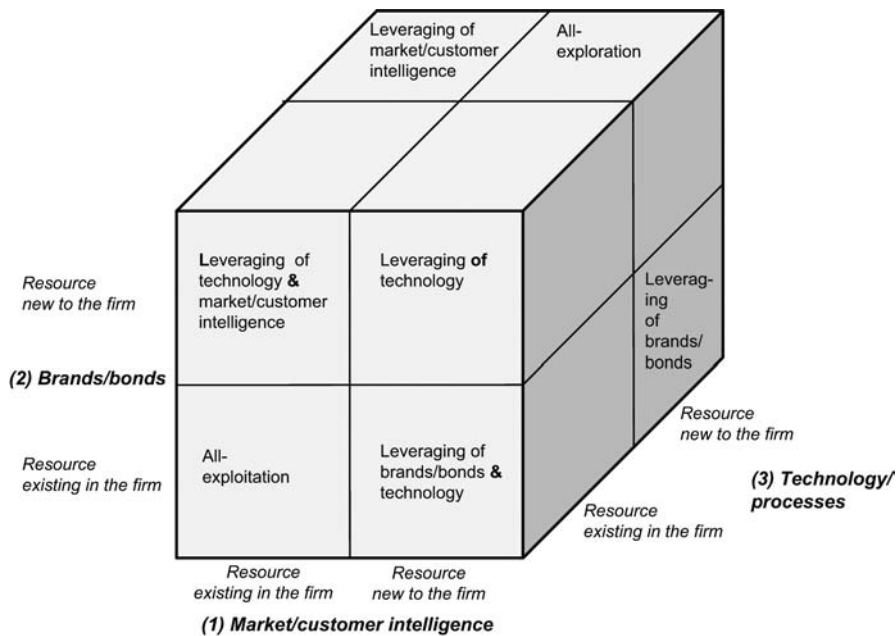 Leveraging of
market/customer
intelligence
All-
exploration
Resource
new to the firm
Leveraging of
technology &
market/customer
intelligence
Leveraging of
technology
Leverag-
ing
of
brands/
bonds
(2) Brands/bonds
Resource
existing in the firm
All-
exploitation
Leveraging of
brands/bonds &
technology
Resource
new to the firm
(3) Technology/
processes
Resource
existing in the firm
Resource
existing in the firm
Resource
new to the firm
(1) Market/customer intelligence